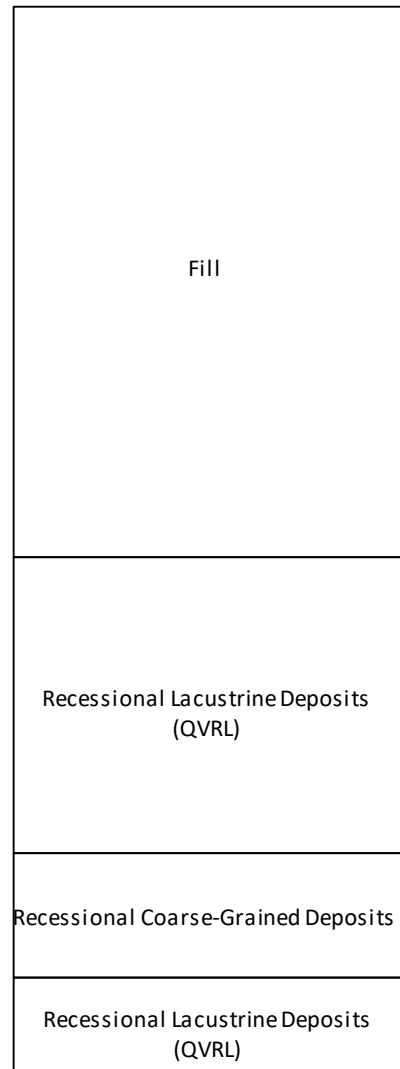 Fill
Recessional Lacustrine Deposits
(QVRL)
Recessional Coarse-Grained Deposits
Recessional Lacustrine Deposits
(QVRL)